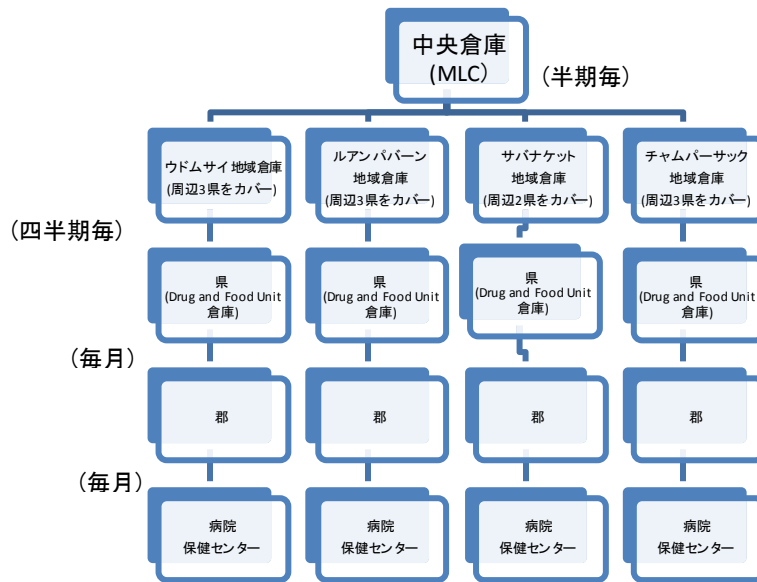 中央倉庫
(MLC)
(半期毎)
ウドムサイ地域倉庫
(周辺3県をカバー)
ルアンパバーン
地域倉庫
(周辺3県をカバー)
サバナケット
地域倉庫
(周辺2県をカバー)
チャムパーサック
地域倉庫
(周辺3県をカバー)
(四半期毎)
県
(Drug and Food Unit
倉庫)
県
(Drug and Food Unit
倉庫)
県
(Drug and Food Unit
倉庫)
県
(Drug and Food Unit
倉庫)
(毎月)
郡
郡
郡
郡
(毎月)
病院
保健センター
病院
保健センター
病院
保健センター
病院
保健センター